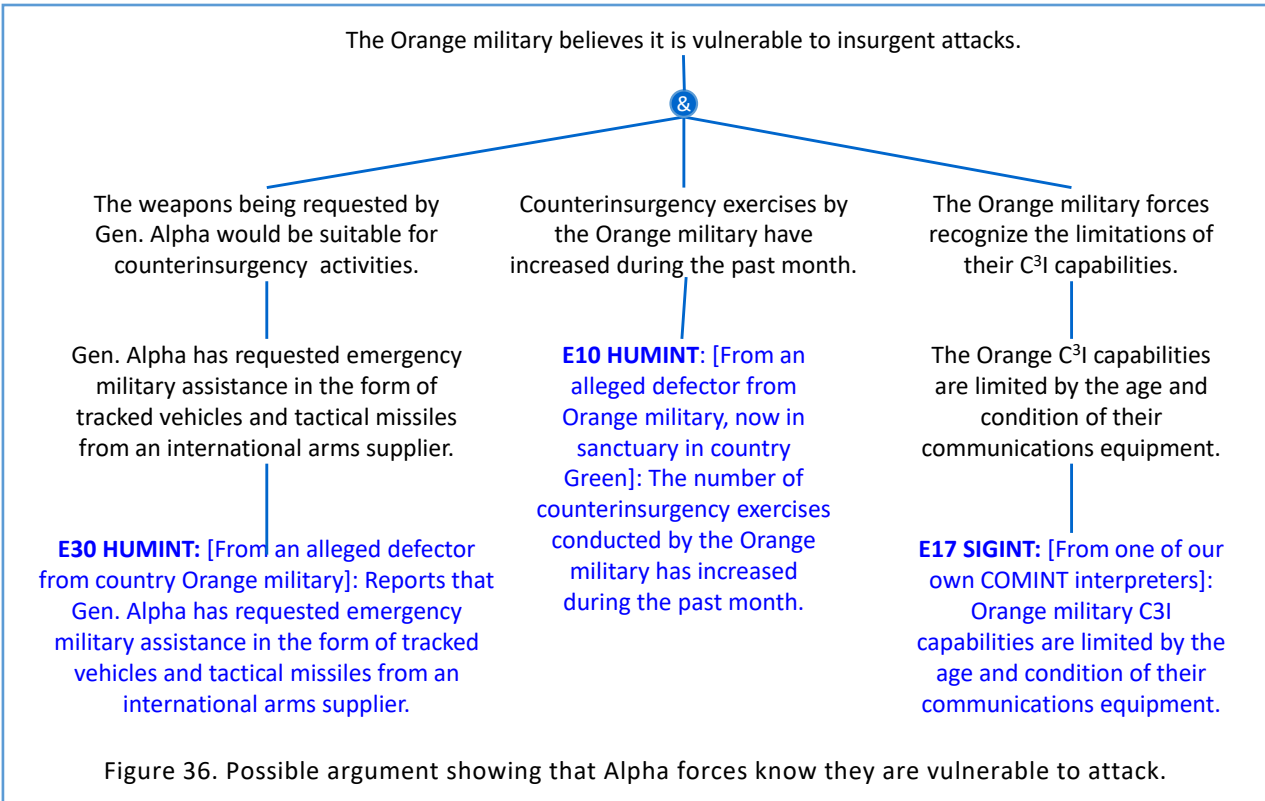 The Orange military believes it is vulnerable to insurgent attacks.
&
The weapons being requested by
Gen. Alpha would be suitable for
counterinsurgency activities.
Counterinsurgency exercises by
the Orange military have
increased during the past month.
The Orange military forces
recognize the limitations of
their C³I capabilities.
Gen. Alpha has requested emergency
military assistance in the form of
tracked vehicles and tactical missiles
from an international arms supplier.
E10 HUMINT: [From an
alleged defector from
Orange military, now in
sanctuary in country
Green]: The number of
counterinsurgency exercises
conducted by the Orange
military has increased
during the past month.
The Orange C³I capabilities
are limited by the age and
condition of their
communications equipment.
E30 HUMINT: [From an alleged defector
from country Orange military]: Reports that
Gen. Alpha has requested emergency
military assistance in the form of tracked
vehicles and tactical missiles from an
international arms supplier.
E17 SIGINT: [From one of our
own COMINT interpreters]:
Orange military C3I
capabilities are limited by the
age and condition of their
communications equipment.
Figure 36. Possible argument showing that Alpha forces know they are vulnerable to attack.